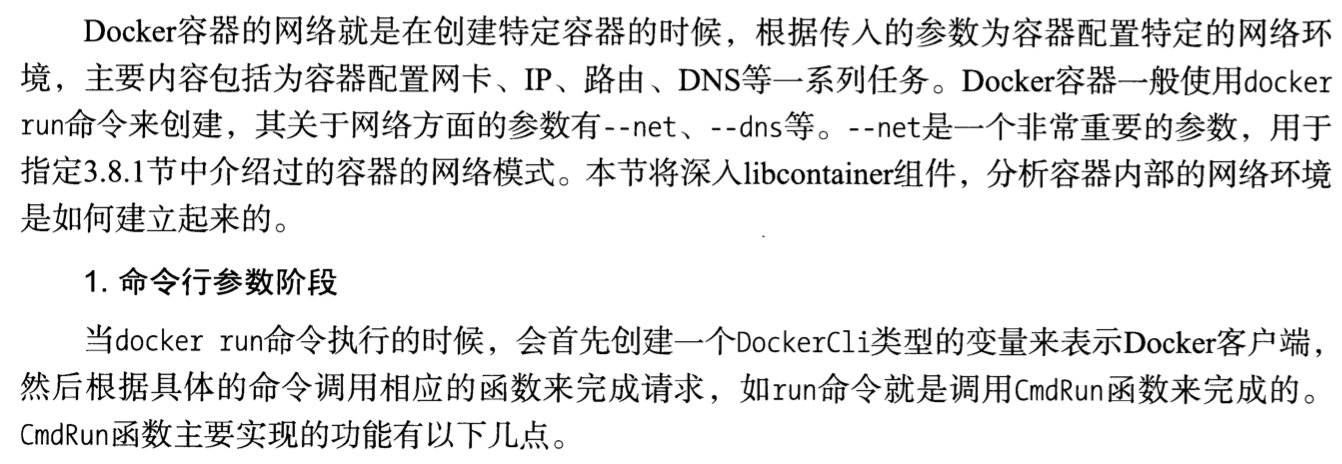 Docker容器的网络就是在创建特定容器的时候，根据传入的参数为容器配置特定的网络环
境，主要内容包括为容器配置网卡、IP、路由、DNS等一系列任务。Docker容器一般使用docker
run命令来创建，其关于网络方面的参数有--net、--dns等。--net是一个非常重要的参数，用于
指定3.8.1节中介绍过的容器的网络模式。本节将深入libcontainer组件，分析容器内部的网络环境
是如何建立起来的。
1. 命令行参数阶段
当docker run命令执行的时候，会首先创建一个DockerCli类型的变量来表示Docker客户端，
然后根据具体的命令调用相应的函数来完成请求，如run命令就是调用CmdRun函数来完成的。
CmdRun函数主要实现的功能有以下几点。